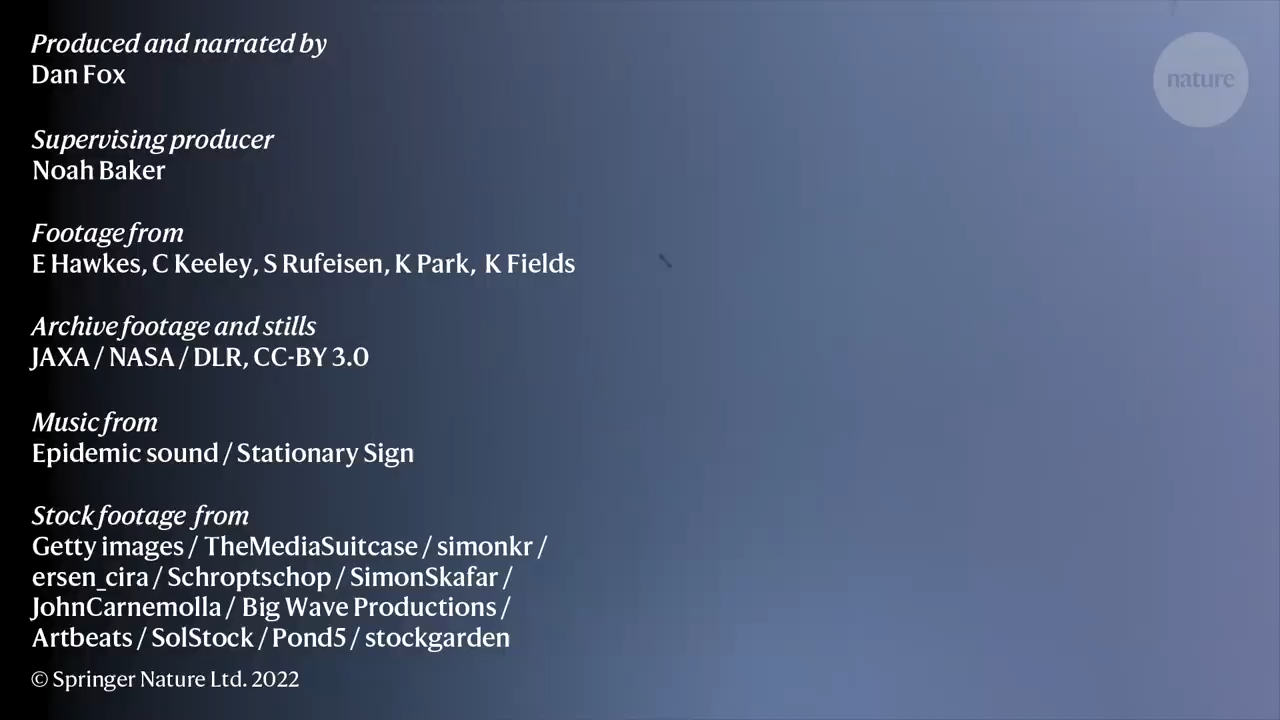 Produced and narrated by
Dan Fox
nature
Supervising producer
Noah Baker
Footage from
E Hawkes, C Keeley, S Rufeisen, K Park, K Fields
Archive footage and stills
JAXA / NASA / DLR, CC-BY 3.0
Music from
Epidemic sound / Stationary Sign
Stock footage from
Getty images / TheMediaSuitcase / simonkr /
ersen_cira / Schroptschop / SimonSkafar /
JohnCarnemolla / Big Wave Productions /
Artbeats / SolStock / Pond5 / stockgarden
© Springer Nature Ltd. 2022